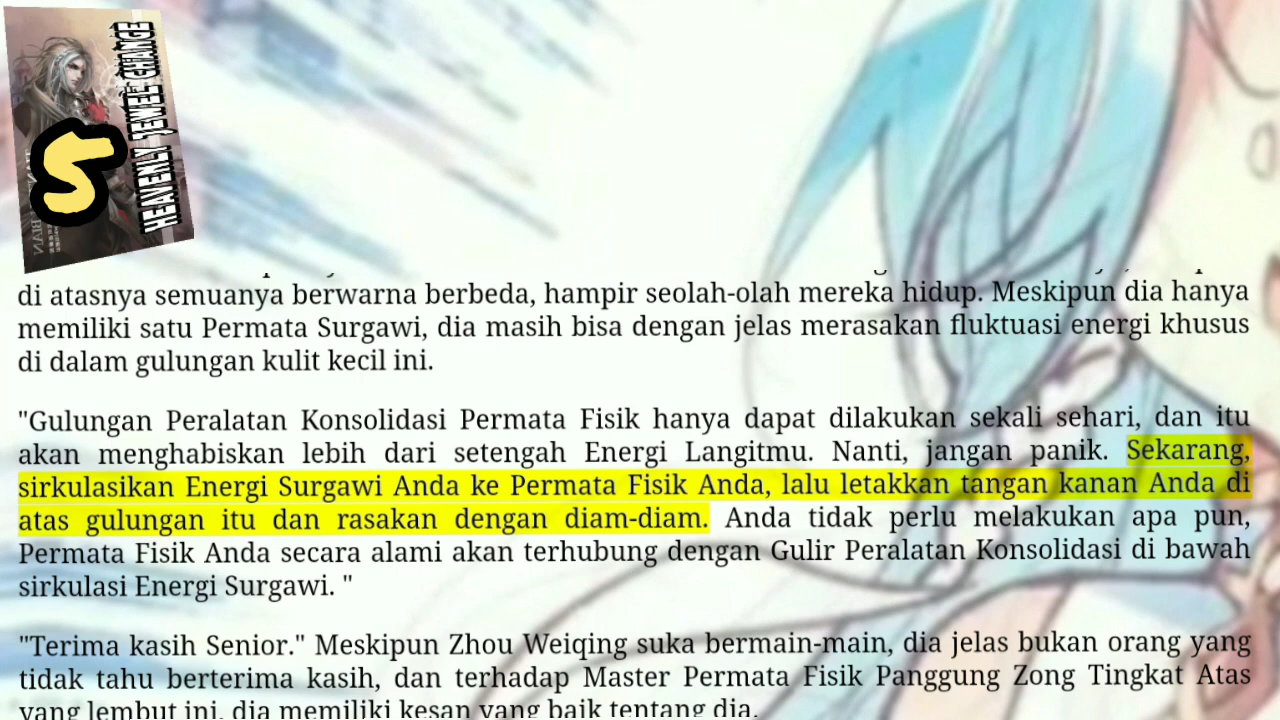 HEAVENLY JEWEL CHANGE
5
di atasnya semuanya berwarna berbeda, hampir seolah-olah mereka hidup. Meskipun dia hanya
memiliki satu Permata Surgawi, dia masih bisa dengan jelas merasakan fluktuasi energi khusus
di dalam gulungan kulit kecil ini.
"Gulungan Peralatan Konsolidasi Permata Fisik hanya dapat dilakukan sekali sehari, dan itu
akan menghabiskan lebih dari setengah Energi Langitmu. Nanti, jangan panik. Sekarang,
sirkulasikan Energi Surgawi Anda ke Permata Fisik Anda, lalu letakkan tangan kanan Anda di
atas gulungan itu dan rasakan dengan diam-diam. Anda tidak perlu melakukan apa pun,
Permata Fisik Anda secara alami akan terhubung dengan Gulir Peralatan Konsolidasi di bawah
sirkulasi Energi Surgawi. "
"Terima kasih Senior." Meskipun Zhou Weiqing suka bermain-main, dia jelas bukan orang yang
tidak tahu berterima kasih, dan terhadap Master Permata Fisik Panggung Zong Tingkat Atas
yang lembut ini, dia memiliki kesan yang baik tentang dia.